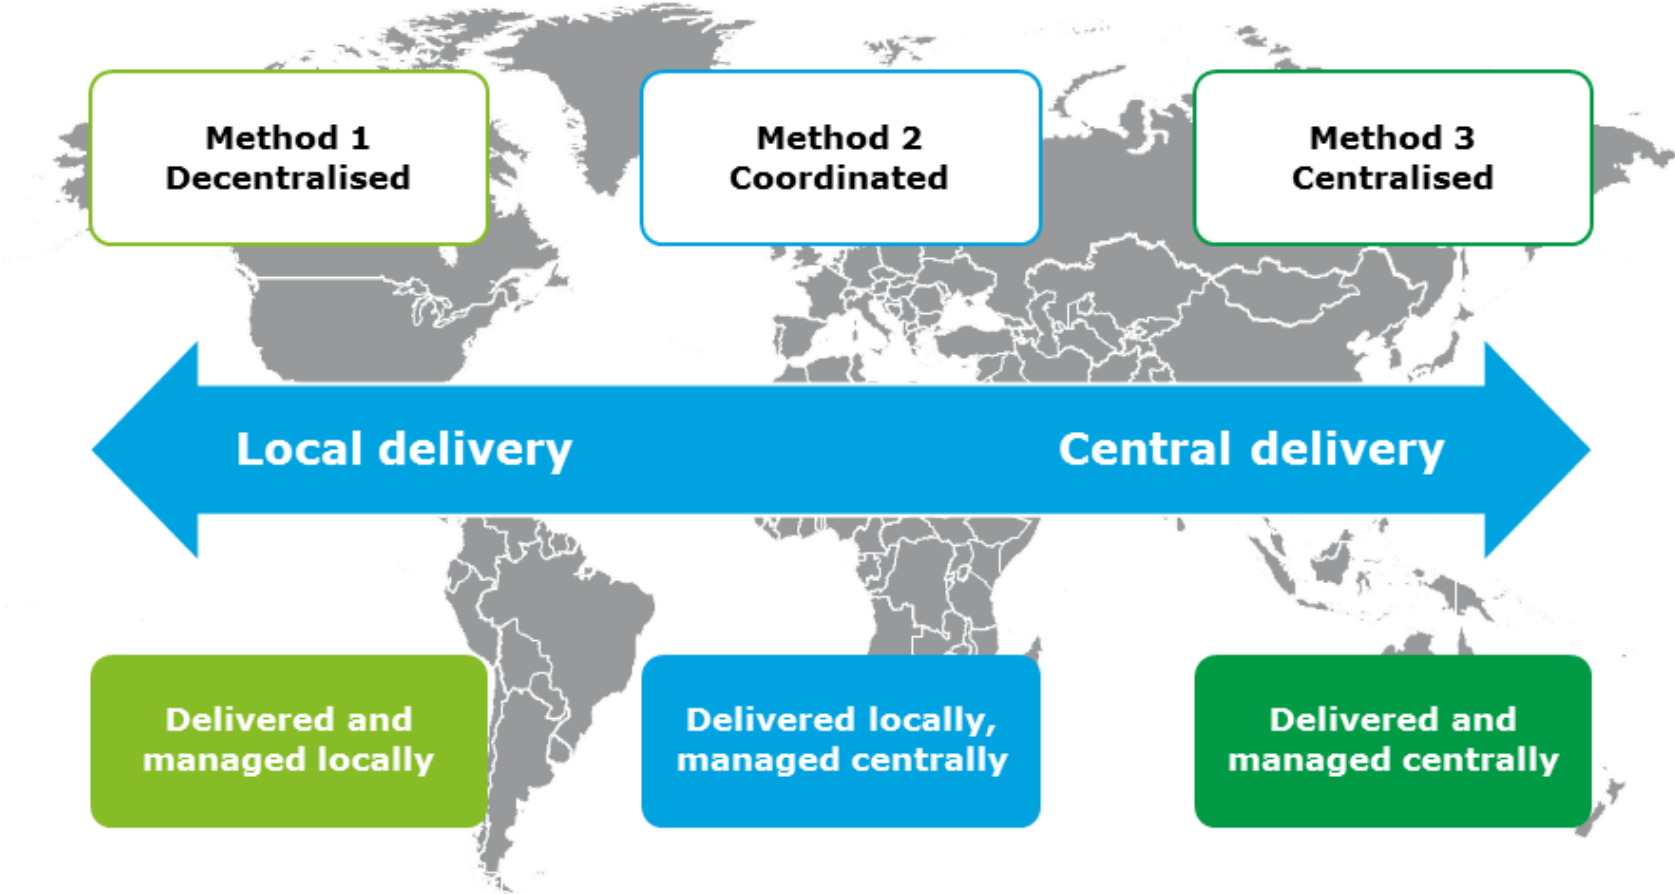 Method 1
Decentralised
Method 2
Coordinated
Method 3
Centralised
Local delivery
Central delivery
Delivered and
managed locally
Delivered locally,
managed centrally
Delivered and
managed centrally